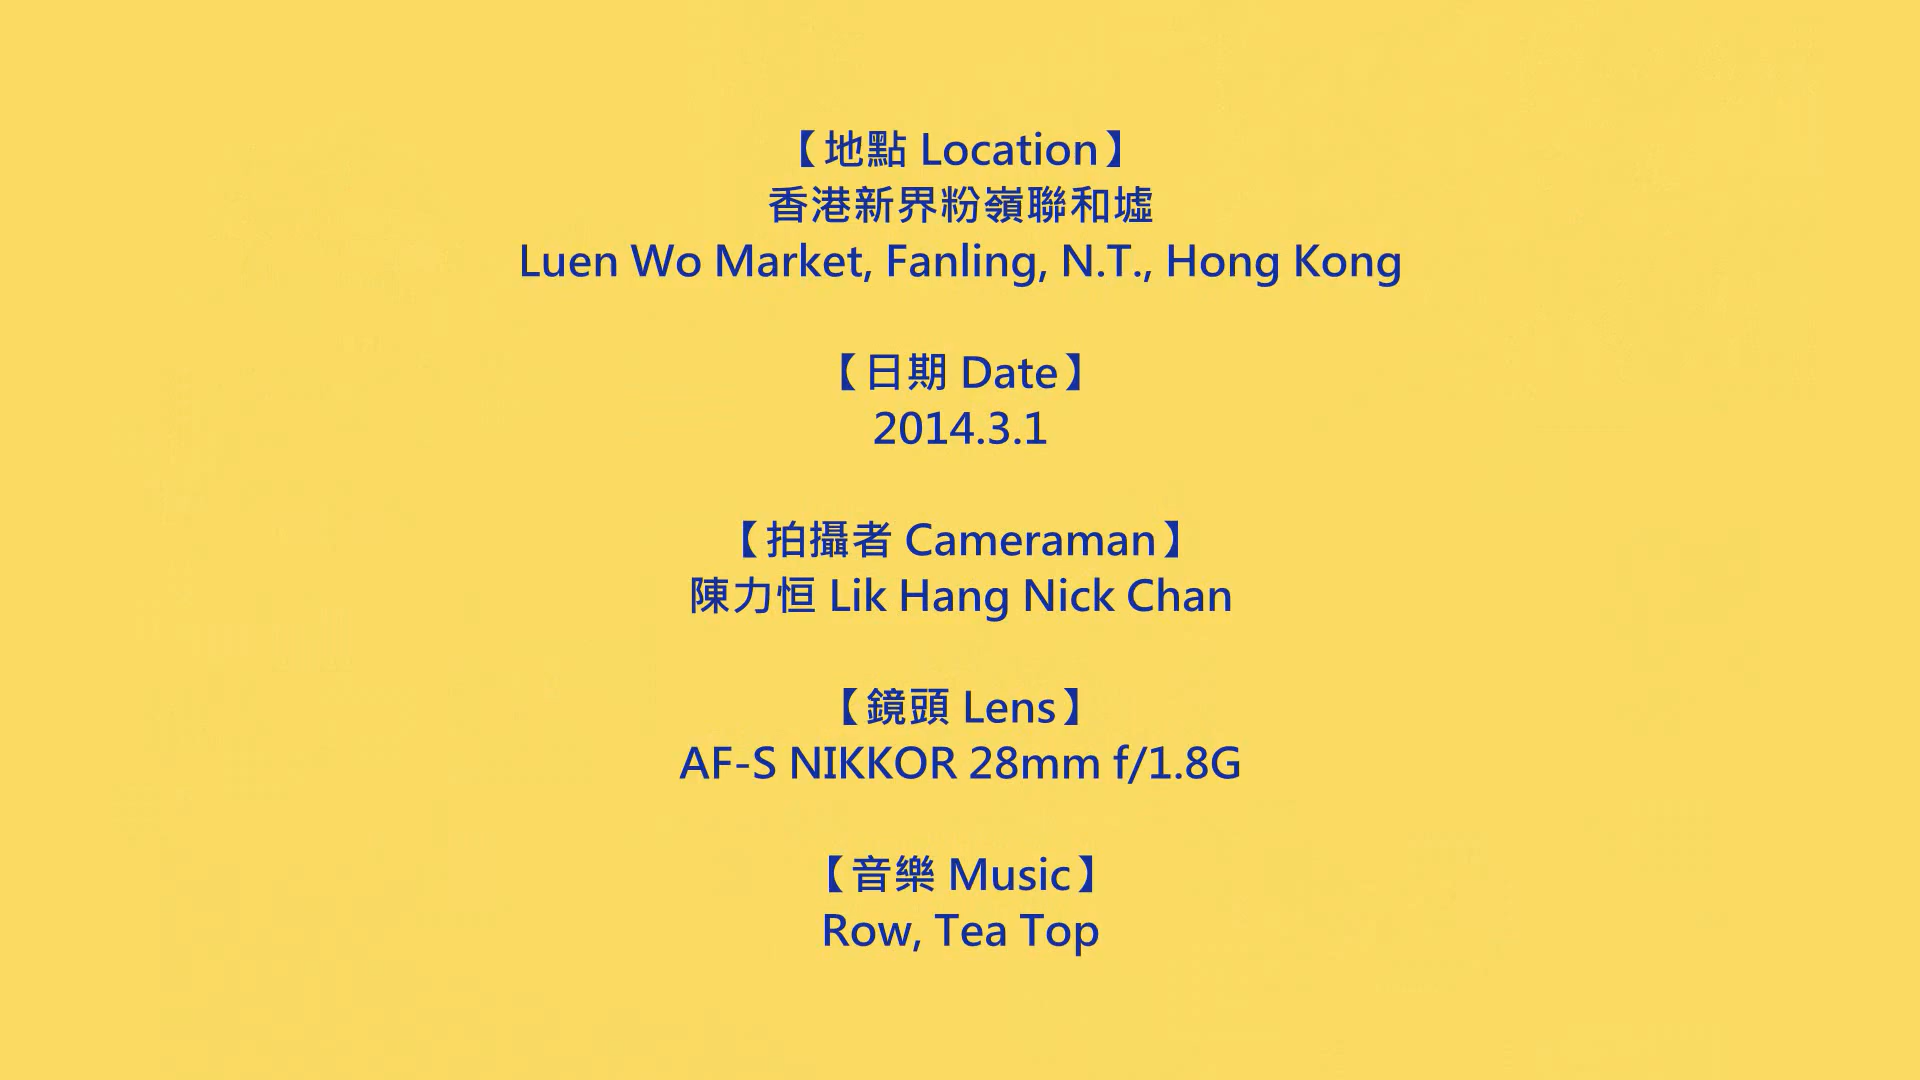 【地點 Location】
香港新界粉嶺聯和墟
Luen Wo Market, Fanling, N.T., Hong Kong
【日期 Date】
2014.3.1
【拍攝者 Cameraman】
陳力恒 Lik Hang Nick Chan
【鏡頭 Lens】
AF-S NIKKOR 28mm f/1.8G
【音樂 Music】
Row, Tea Top